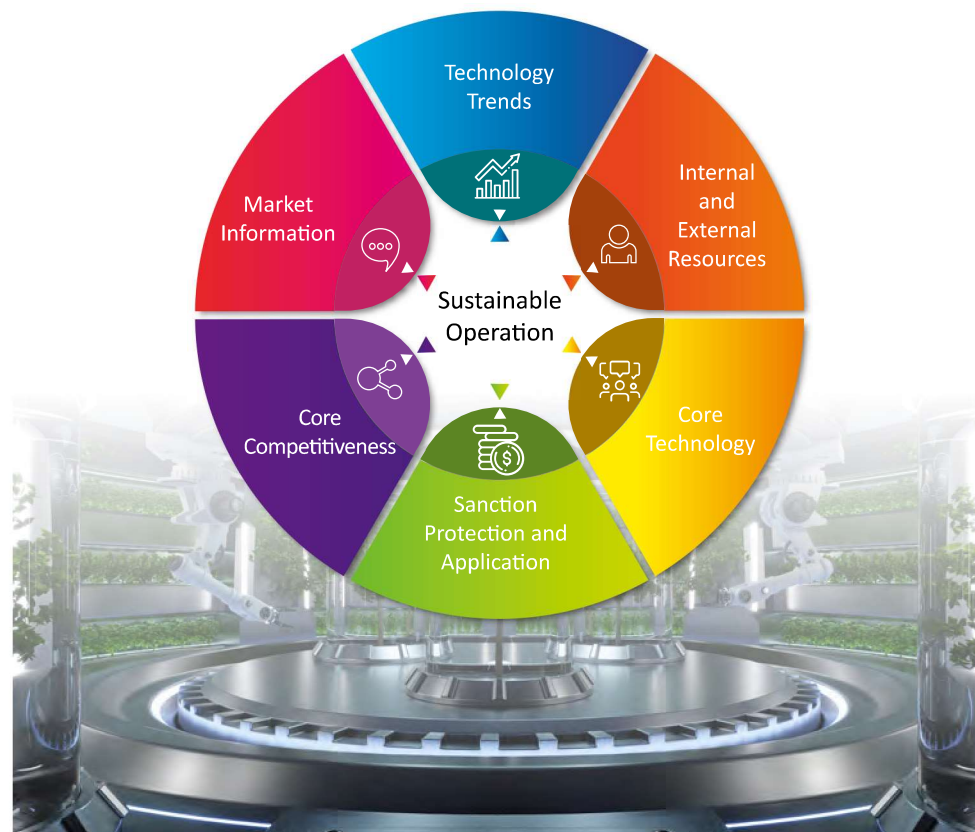 Technology
Trends
Internal
and
External
Resources
Core
Technology
Sanction
Protection and
Application
Core
Competitiveness
Market
Information
Sustainable
Operation
$